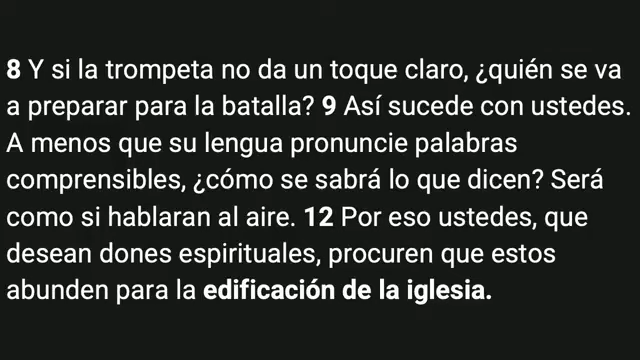 8 Y si la trompeta no da un toque claro, ¿quién se va
a preparar para la batalla? 9 Así sucede con ustedes.
A menos que su lengua pronuncie palabras
comprensibles, ¿cómo se sabrá lo que dicen? Será
como si hablaran al aire. 12 Por eso ustedes, que
desean dones espirituales, procuren que estos
abunden para la edificación de la iglesia.